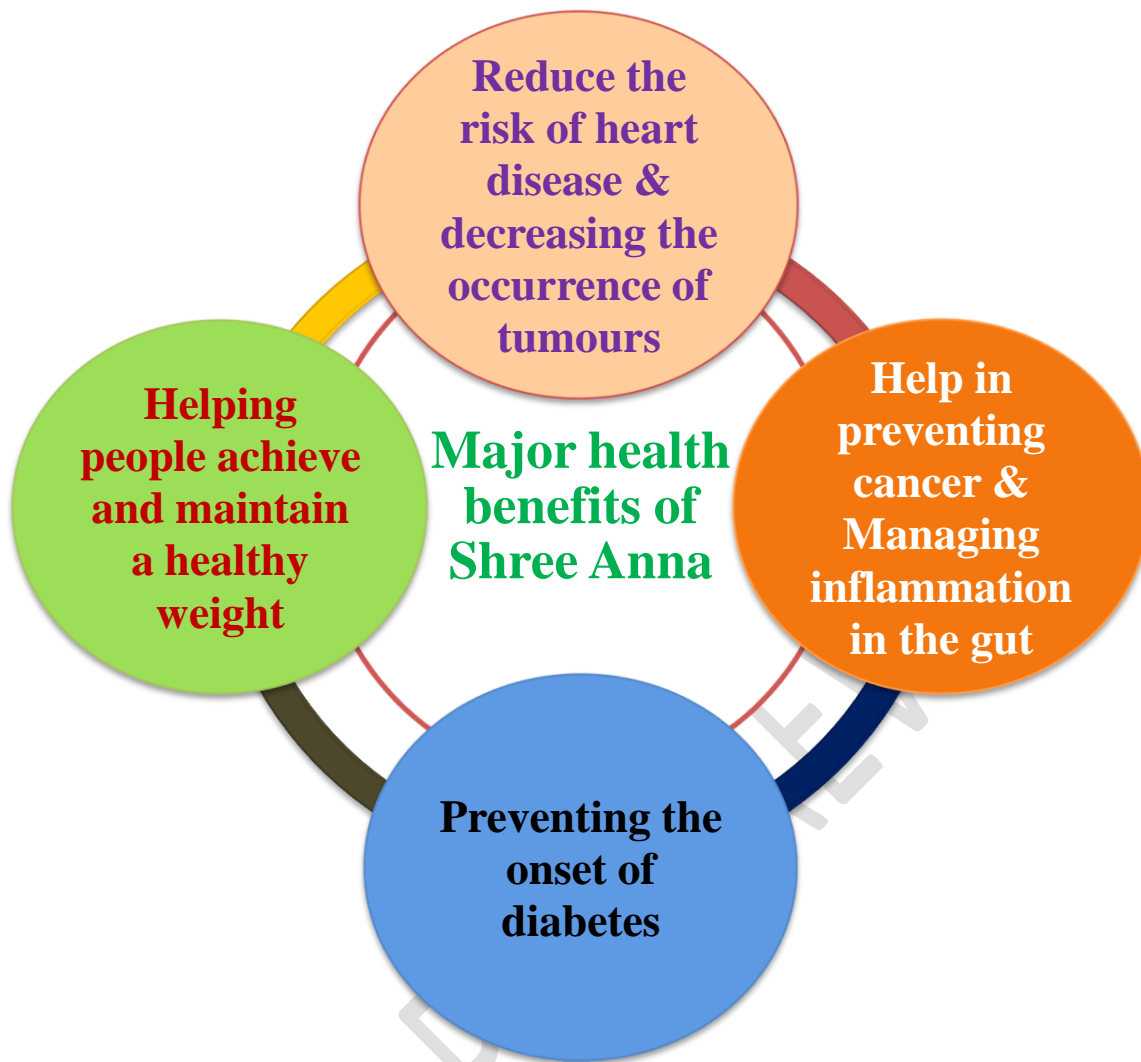 Reduce the
risk of heart
disease &
decreasing the
occurrence of
tumours
Helping
people achieve
and maintain
a healthy
weight
Major health
benefits of
Shree Anna
Help in
preventing
cancer &
Managing
inflammation
in the gut
Preventing the
onset of
diabetes